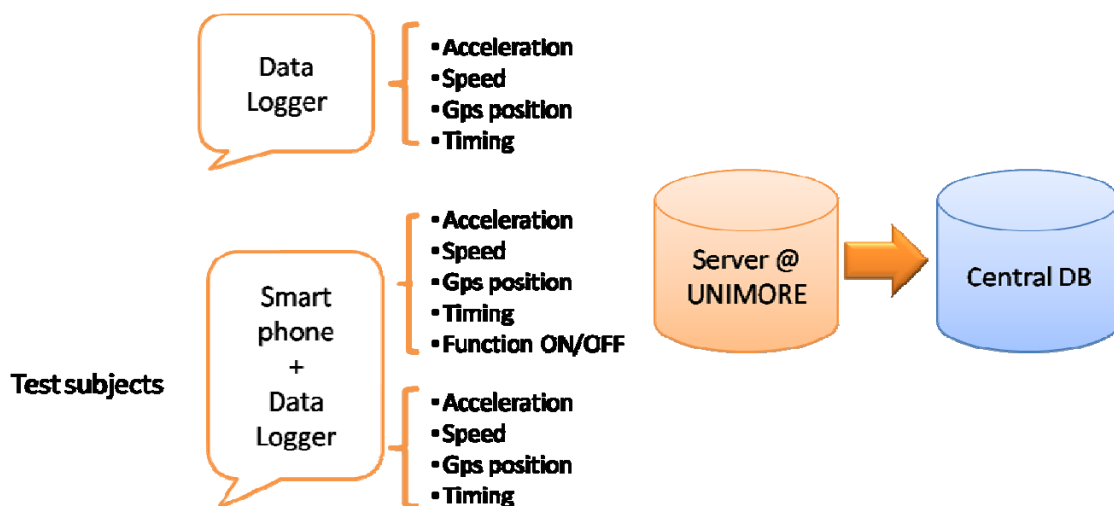 Data
Logger
▪Acceleration
▪Speed
▪Gps position
▪Timing
Test subjects
Smart
phone
+
Data
Logger
▪Acceleration
▪Speed
▪Gps position
▪Timing
▪Function ON/OFF
▪Acceleration
▪Speed
▪Gps position
▪Timing
Server @
UNIMORE
Central DB